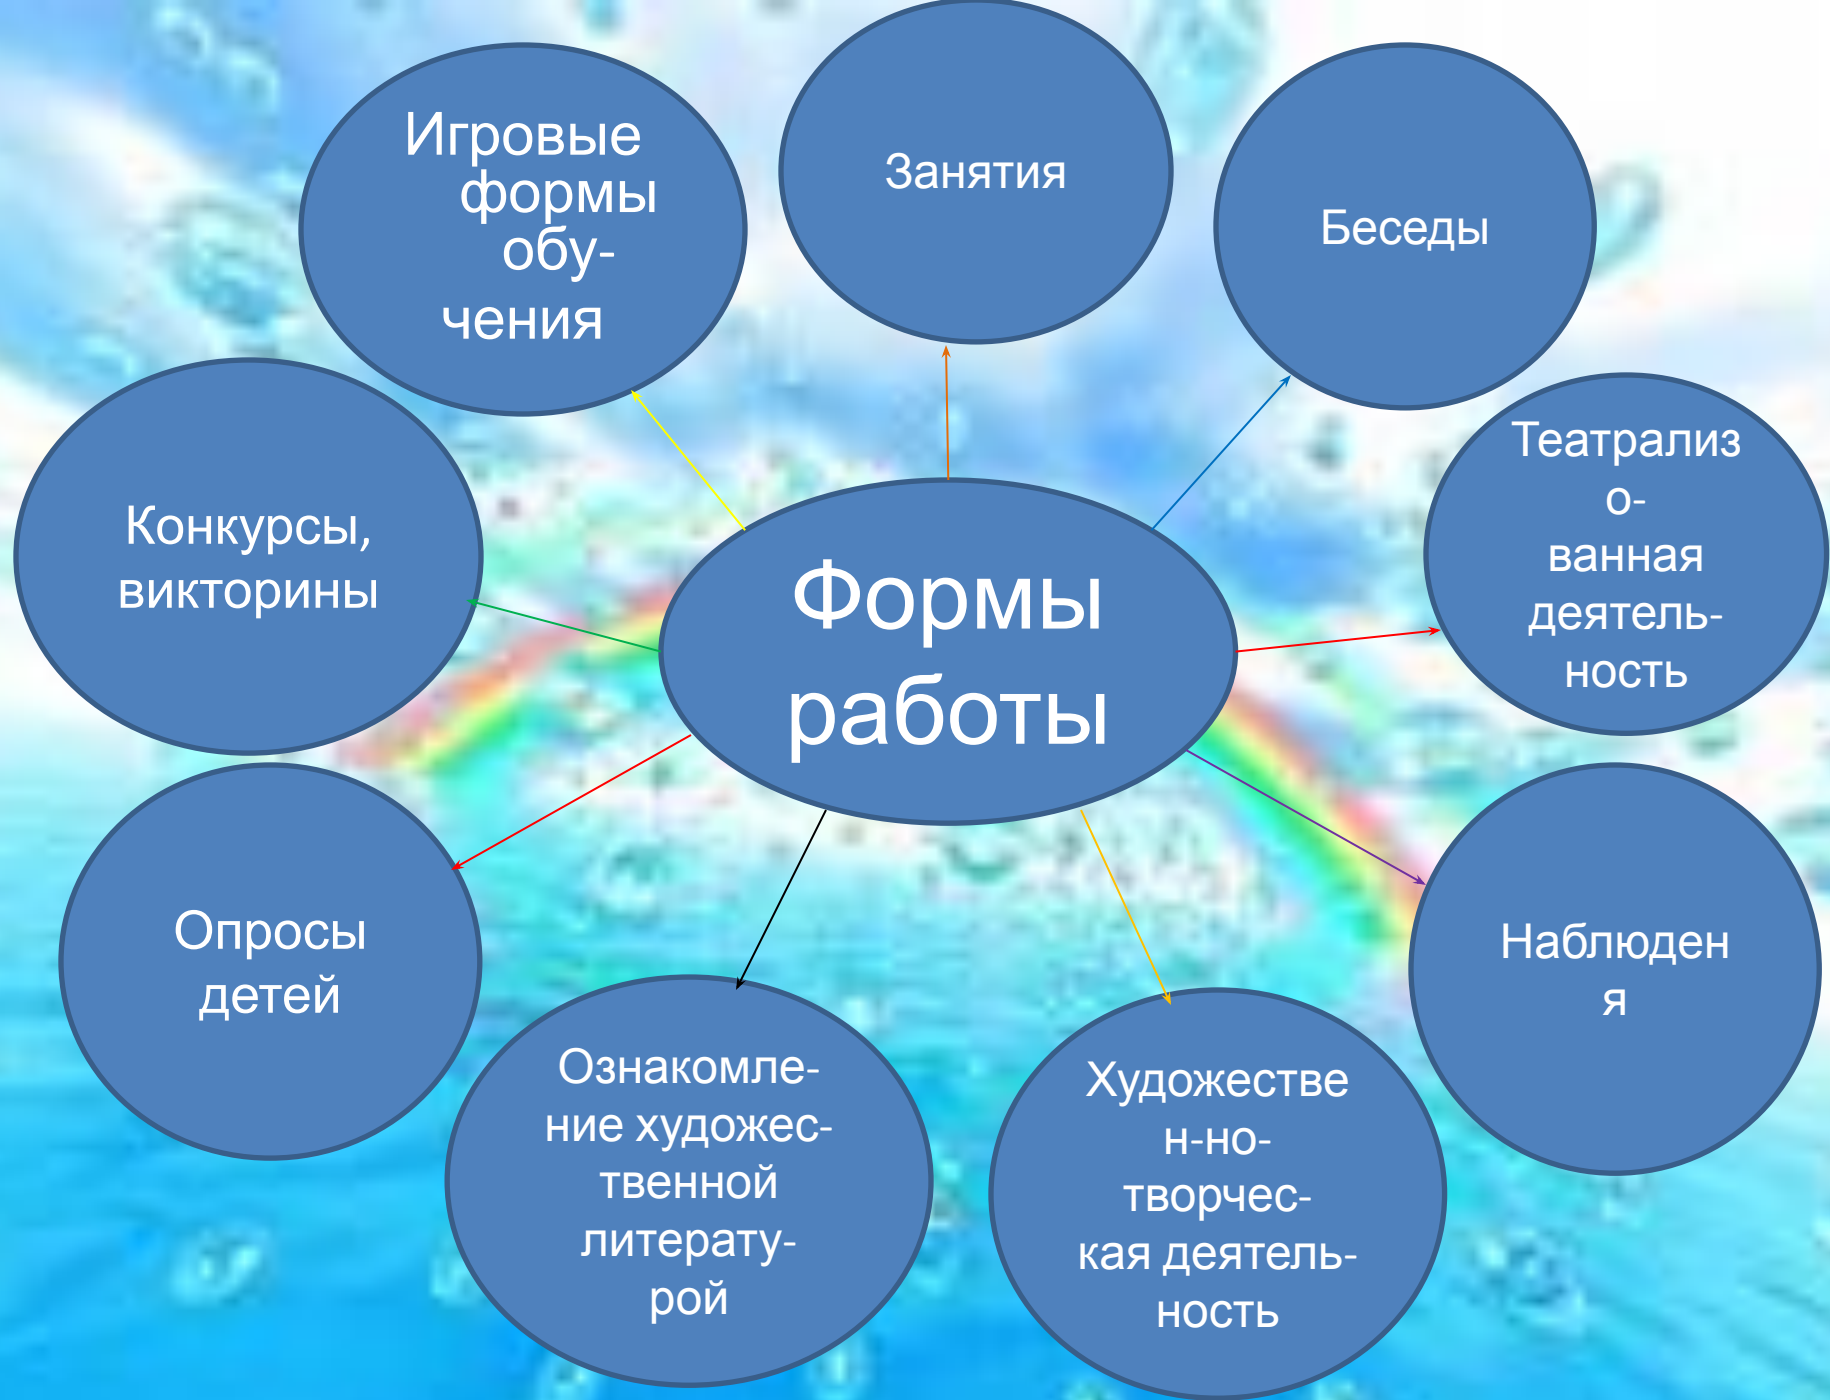 Игровые
формы
обу-
чения
Занятия
Беседы
Театрализ
о-
ванная
деятель-
ность
Конкурсы,
викторины
Формы
работы
Опросы
детей
Наблюден
я
Ознакомле-
ние художес-
твенной
литерату-
рой
Художестве
н-но-
творчес-
кая деятель-
ность